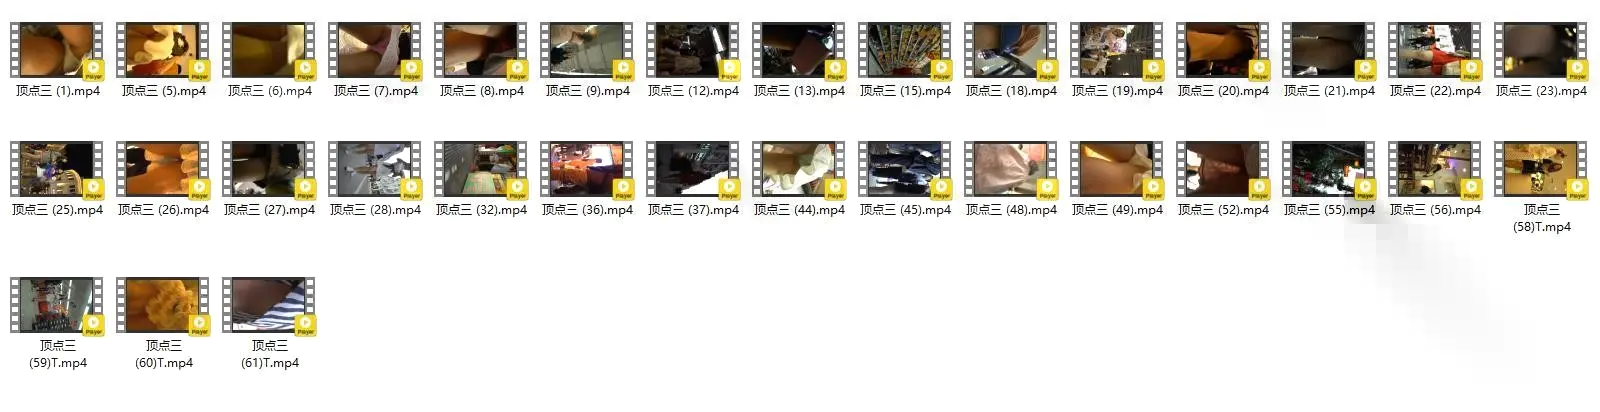 顶点三 (1).mp4
顶点三 (5).mp4
顶点三 (6).mp4
顶点三 (7).mp4
顶点三 (8).mp4
顶点三 (9).mp4
顶点三 (12).mp4
顶点三 (13).mp4
顶点三 (15).mp4
顶点三 (18).mp4
顶点三 (19).mp4
顶点三 (20).mp4
顶点三 (21).mp4
顶点三 (22).mp4
顶点三 (23).mp4
顶点三 (25).mp4
顶点三 (26).mp4
顶点三 (27).mp4
顶点三 (28).mp4
顶点三 (32).mp4
顶点三 (36).mp4
顶点三 (37).mp4
顶点三 (44).mp4
顶点三 (45).mp4
顶点三 (48).mp4
顶点三 (49).mp4
顶点三 (52).mp4
顶点三 (55).mp4
顶点三 (56).mp4
顶点三
(58)T.mp4
顶点三
(59)T.mp4
顶点三
(60)T.mp4
顶点三
(61)T.mp4